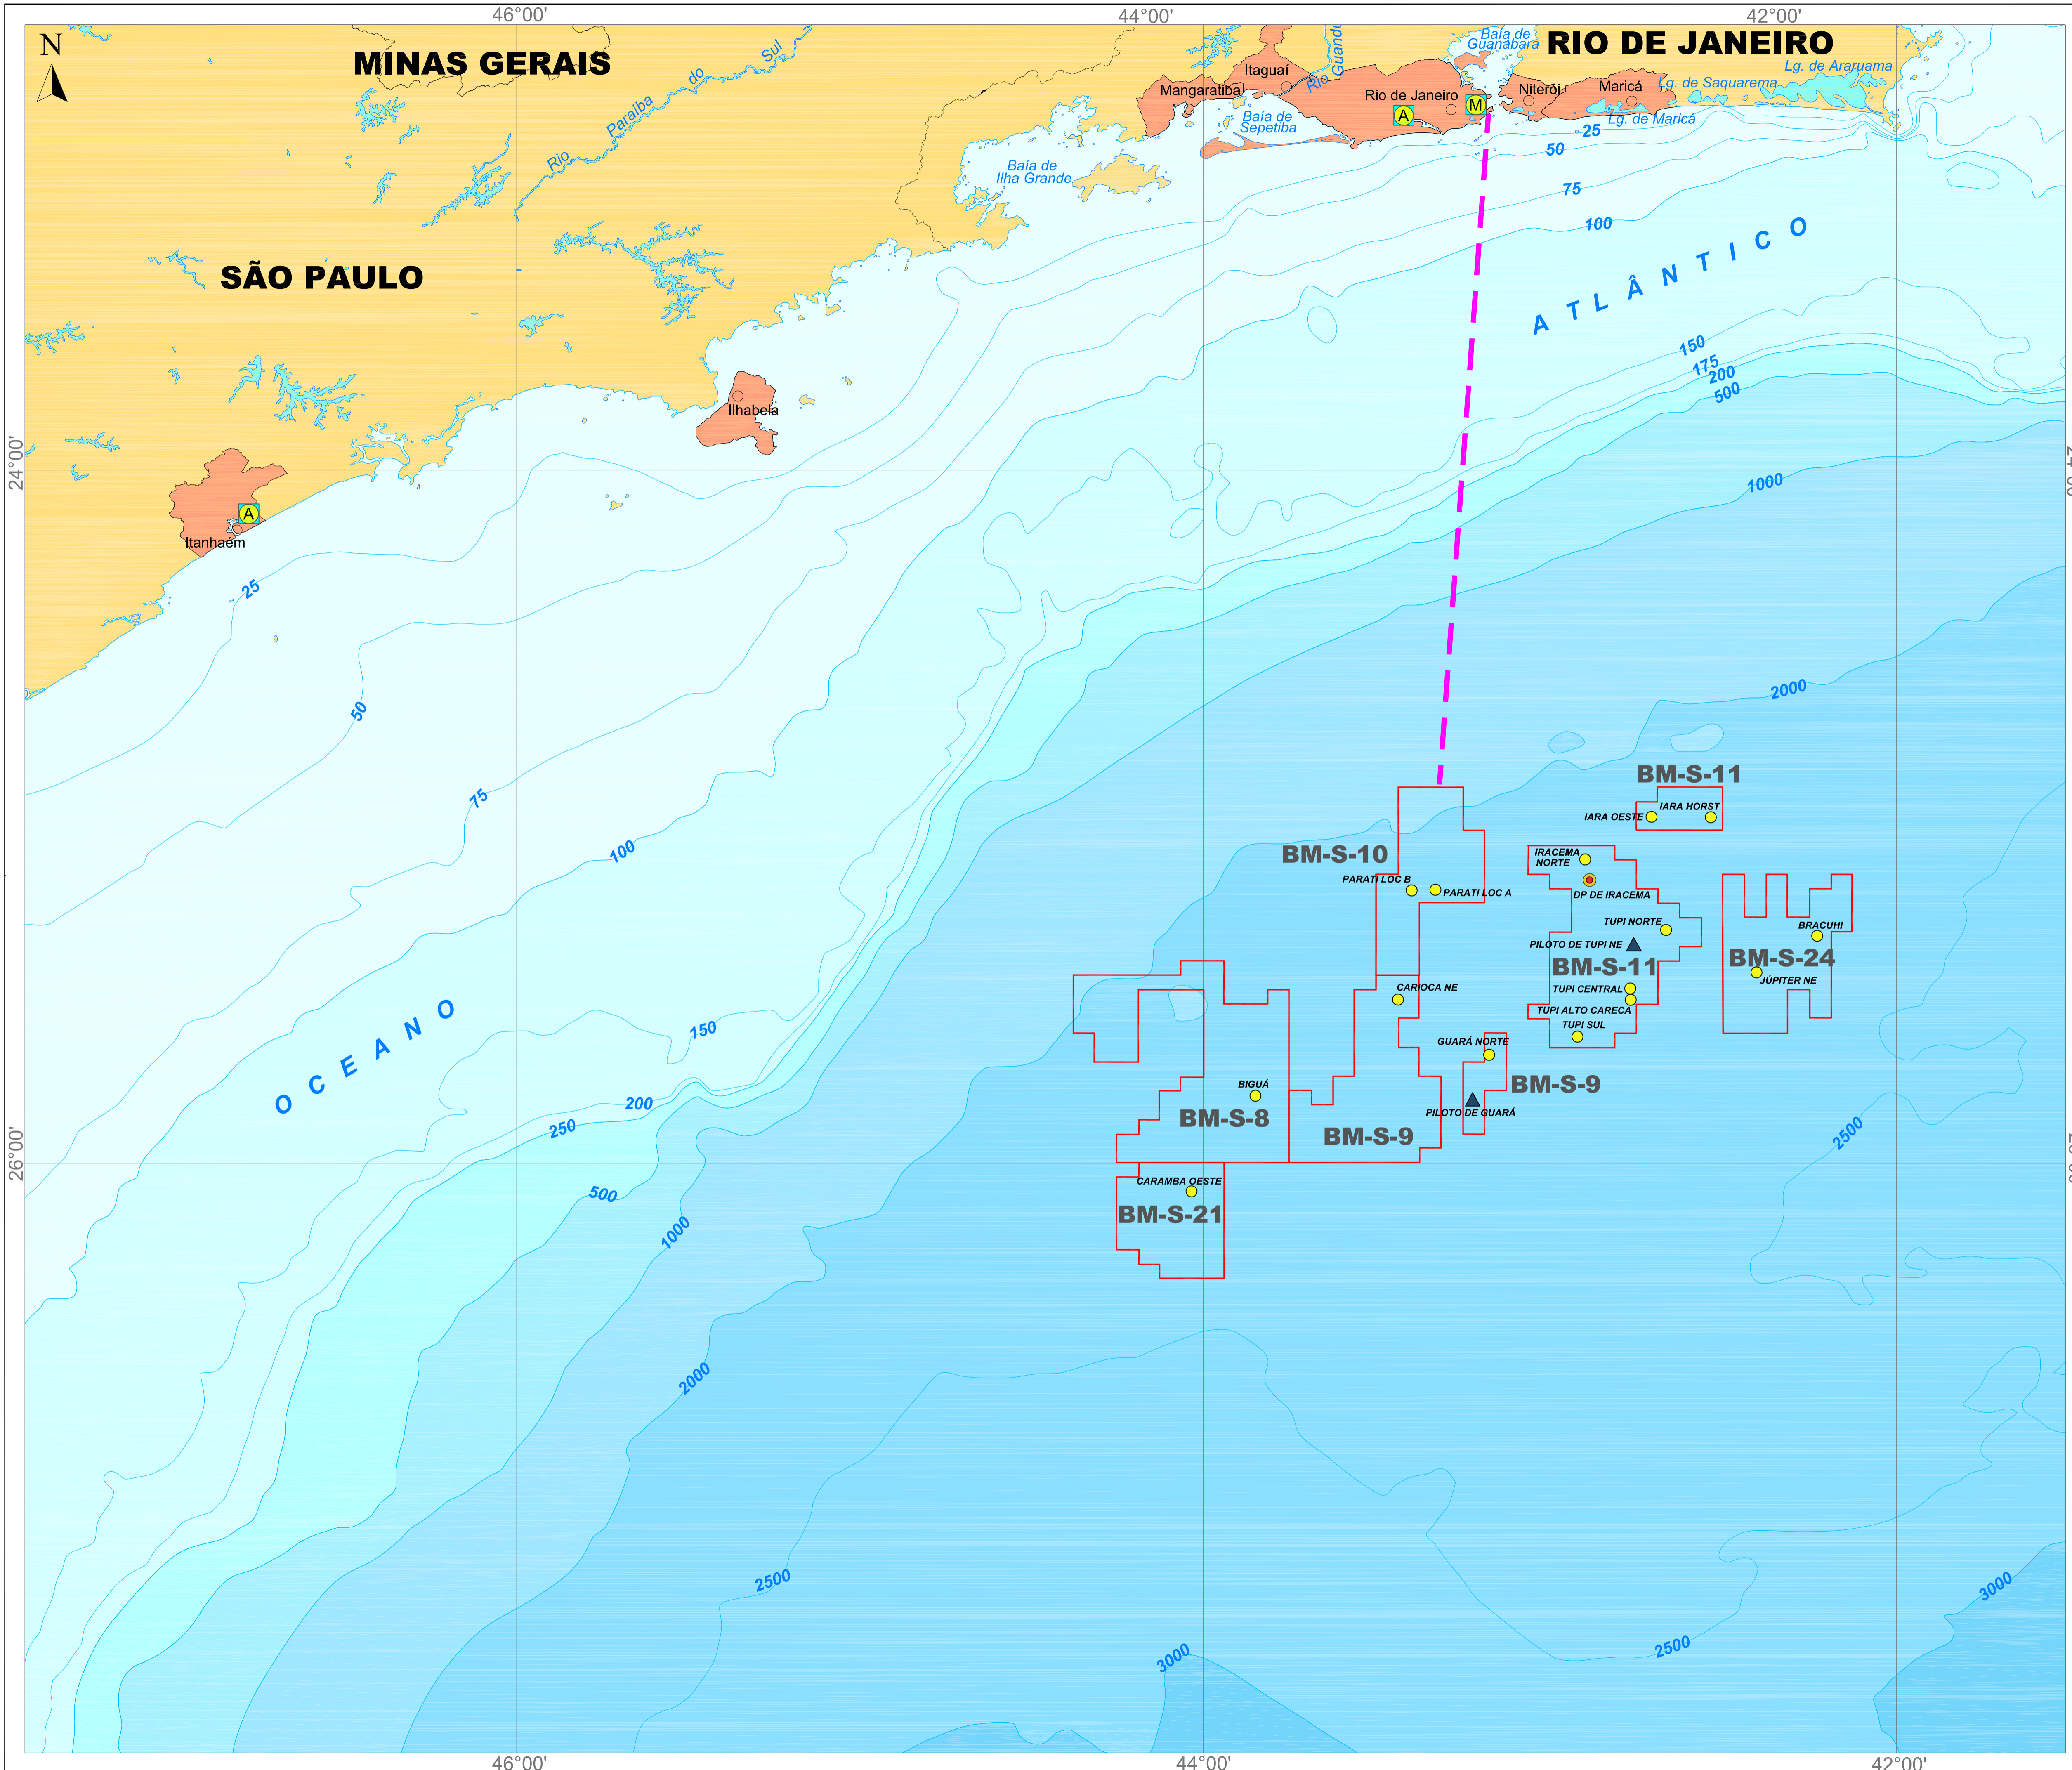 46°00'
44°00'
42°00'
N
MINAS GERAIS
RIO DE JANEIRO
Rio Paraíba do Sul
Rio Guandu
Baía de
Guanabara
Lg. de Araruama
Lg. de Saquarema
Lg. de Maricá
Itaguaí
Mangaratiba
Rio de Janeiro
A
M
Niterói
Maricá
Baía de
Sepetiba
Baía de
Ilha Grande
25
50
75
100
ATLÂNTICO
SÃO PAULO
150
175
200
500
Ilhabela
24°00'
1000
A
Itanhaém
25
50
2000
75
BM-S-11
IARA HORST
IARA OESTE
100
BM-S-10
IRACEMA
NORTE
PARATI LOC B
PARATI LOC A
DP DE IRACEMA
TUPI NORTE
BRACUHI
PILOTO DE TUPI NE
BM-S-24
BM-S-11
JÚPITER NE
CARIOCA NE
TUPI CENTRAL
TUPI ALTO CARECA
TUPI SUL
OCEANO
150
GUARÁ NORTE
BIGUÁ
BM-S-9
200
PILOTO DE GUARÁ
BM-S-8
250
BM-S-9
2500
26°00'
CARAMBA OESTE
500
BM-S-21
1000
2000
2500
3000
3000
2500
46°00'
44°00'
42°00'